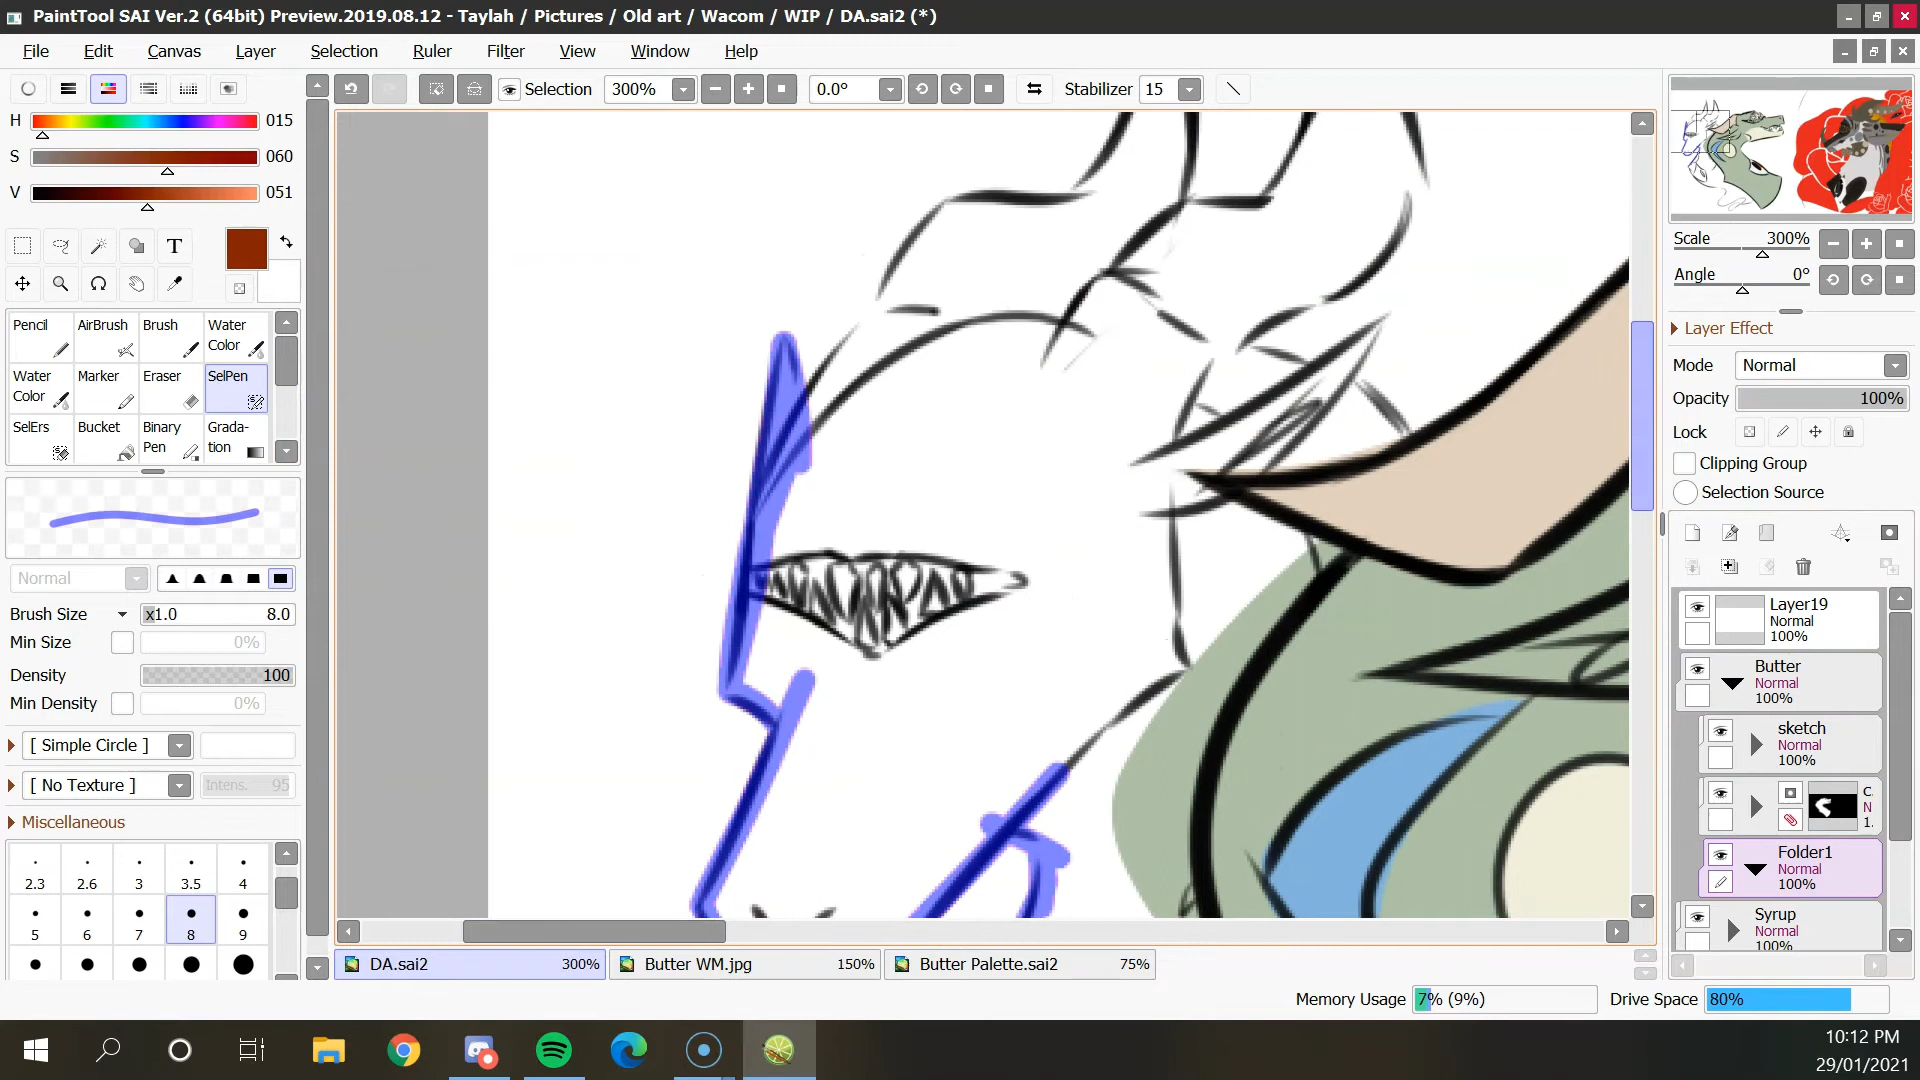 PaintTool SAI Ver.2 (64bit) Preview.2019.08.12 - Taylah / Pictures / Old art / Wacom / WIP / DA.sai2 (*)
File Edit Canvas Layer Selection Ruler Filter View Window Help
Selection 300% 0.0° Stabilizer 15
H 015
S 060
V 051
T
Pencil AirBrush Brush Water Color
Water Color Marker Eraser SelPen
SelErs Bucket Binary Pen Grada-tion
Normal
Brush Size x1.0 8.0
Min Size 0%
Density 100
Min Density 0%
[ Simple Circle ]
[ No Texture ] Intens. 95
Miscellaneous
2.3 2.6 3 3.5 4
5 6 7 8 9
Scale 300%
Angle 0°
Layer Effect
Mode Normal
Opacity 100%
Lock
Clipping Group
Selection Source
Layer19
Normal
100%
Butter
Normal
100%
sketch
Normal
100%
C
N
1.
Folder1
Normal
100%
Syrup
Normal
100%
DA.sai2 300% Butter WM.jpg 150% Butter Palette.sai2 75%
Memory Usage 7% (9%) Drive Space 80%
10:12 PM
29/01/2021